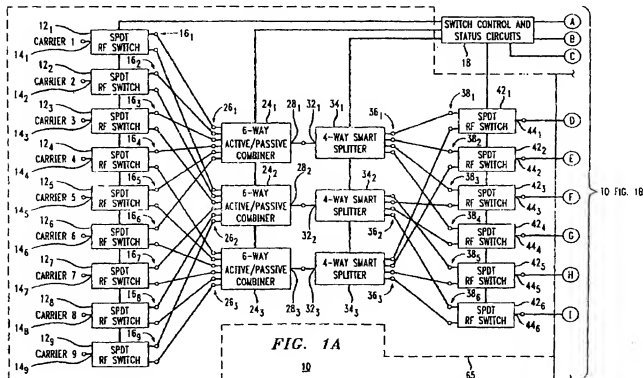 12₁
SPDT
RF SWITCH
16₁
CARRIER 1
14₁
12₂
SPDT
RF SWITCH
16₂
CARRIER 2
14₂
12₃
SPDT
RF SWITCH
16₃
CARRIER 3
14₃
12₄
SPDT
RF SWITCH
16₄
CARRIER 4
14₄
12₅
SPDT
RF SWITCH
16₅
CARRIER 5
14₅
12₆
SPDT
RF SWITCH
16₆
CARRIER 6
14₆
12₇
SPDT
RF SWITCH
16₇
CARRIER 7
14₇
12₈
SPDT
RF SWITCH
16₈
CARRIER 8
14₈
12₉
SPDT
RF SWITCH
16₉
CARRIER 9
14₉
26₁
24₁
6-WAY
ACTIVE/PASSIVE
COMBINER
28₁
24₂
6-WAY
ACTIVE/PASSIVE
COMBINER
28₂
26₂
6-WAY
ACTIVE/PASSIVE
COMBINER
26₃
24₃
28₃
32₁
34₁
4-WAY SMART
SPLITTER
36₁
34₂
4-WAY SMART
SPLITTER
32₂
36₂
4-WAY SMART
SPLITTER
32₃
34₃
36₃
SWITCH CONTROL AND
STATUS CIRCUITS
18
A
B
C
38₁
42₁
SPDT
RF SWITCH
44₁
D
38₂
42₂
SPDT
RF SWITCH
44₂
E
38₃
42₃
SPDT
RF SWITCH
44₃
F
38₄
42₄
SPDT
RF SWITCH
44₄
G
38₅
42₅
SPDT
RF SWITCH
44₅
H
38₆
42₆
SPDT
RF SWITCH
44₆
I
TO FIG. 1B
FIG. 1A
10
65